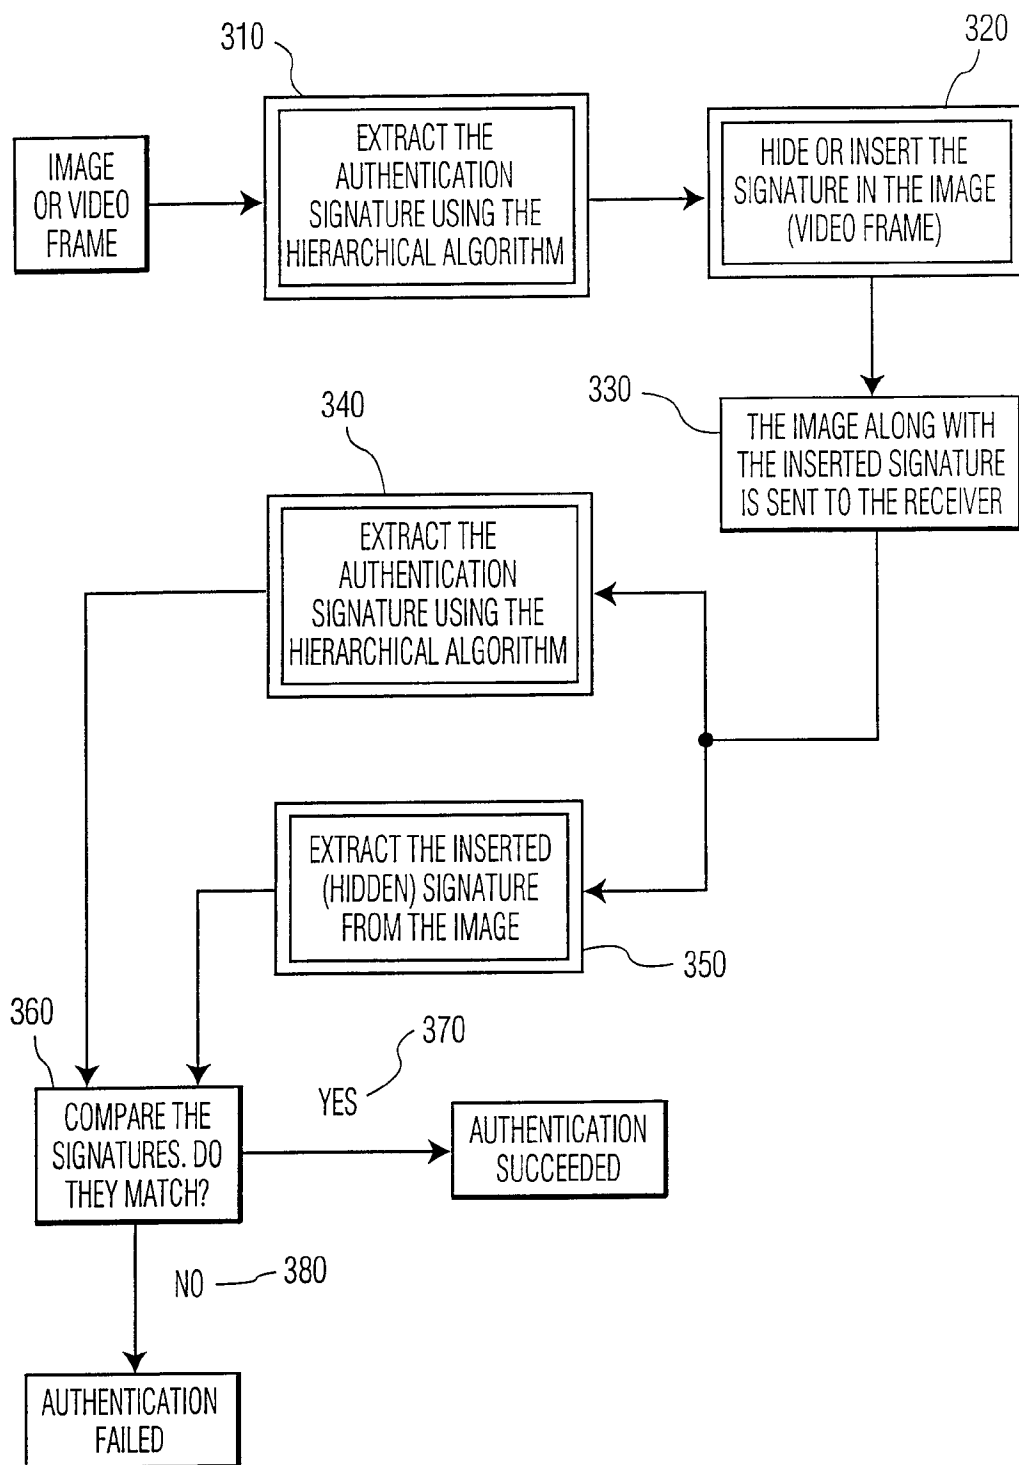 310
320
IMAGE
OR VIDEO
FRAME
EXTRACT THE
AUTHENTICATION
SIGNATURE USING THE
HIERARCHICAL ALGORITHM
HIDE OR INSERT THE
SIGNATURE IN THE IMAGE
(VIDEO FRAME)
330
THE IMAGE ALONG WITH
THE INSERTED SIGNATURE
IS SENT TO THE RECEIVER
340
EXTRACT THE
AUTHENTICATION
SIGNATURE USING THE
HIERARCHICAL ALGORITHM
EXTRACT THE INSERTED
(HIDDEN) SIGNATURE
FROM THE IMAGE
350
360
370
COMPARE THE
SIGNATURES. DO
THEY MATCH?
YES
AUTHENTICATION
SUCCEEDED
NO
380
AUTHENTICATION
FAILED